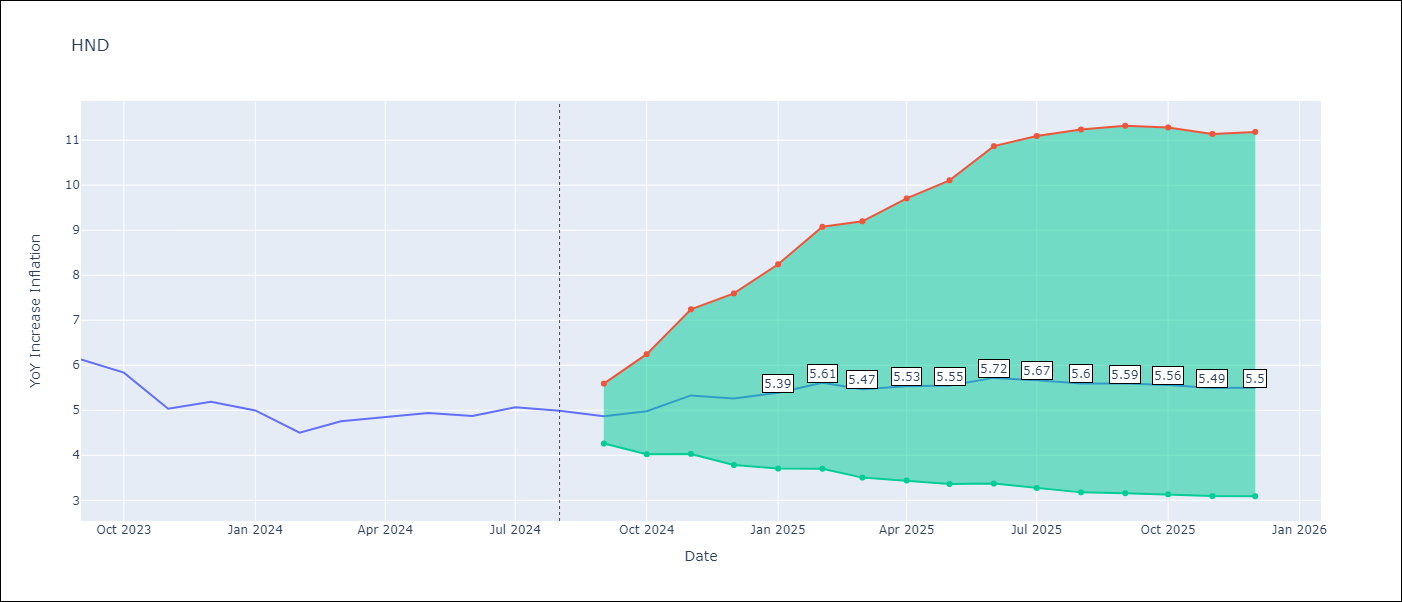 HND
YoY Increase Inflation
11
10
9
8
7
6
5
4
3
5.39
5.61
5.47
5.53
5.55
5.72
5.67
5.6
5.59
5.56
5.49
5.5
Oct 2023
Jan 2024
Apr 2024
Jul 2024
Oct 2024
Jan 2025
Apr 2025
Jul 2025
Oct 2025
Jan 2026
Date